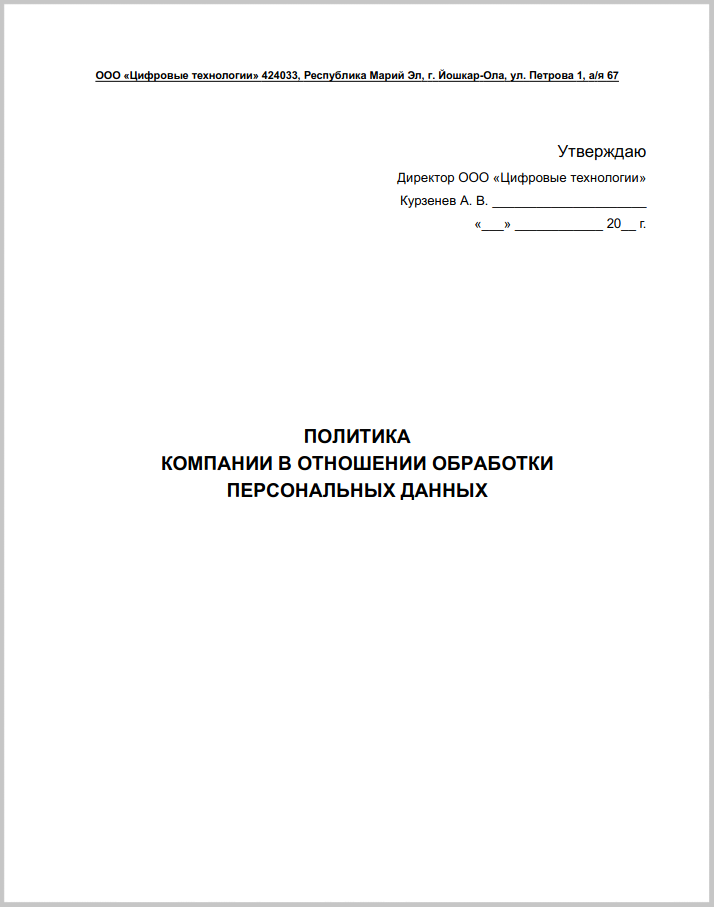 ООО «Цифровые технологии» 424033, Республика Марий Эл, г. Йошкар-Ола, ул. Петрова 1, а/я 67
Утверждаю
Директор ООО «Цифровые технологии»
Курзенев А. В. _____________________
«___» ____________ 20__ г.
ПОЛИТИКА
КОМПАНИИ В ОТНОШЕНИИ ОБРАБОТКИ
ПЕРСОНАЛЬНЫХ ДАННЫХ